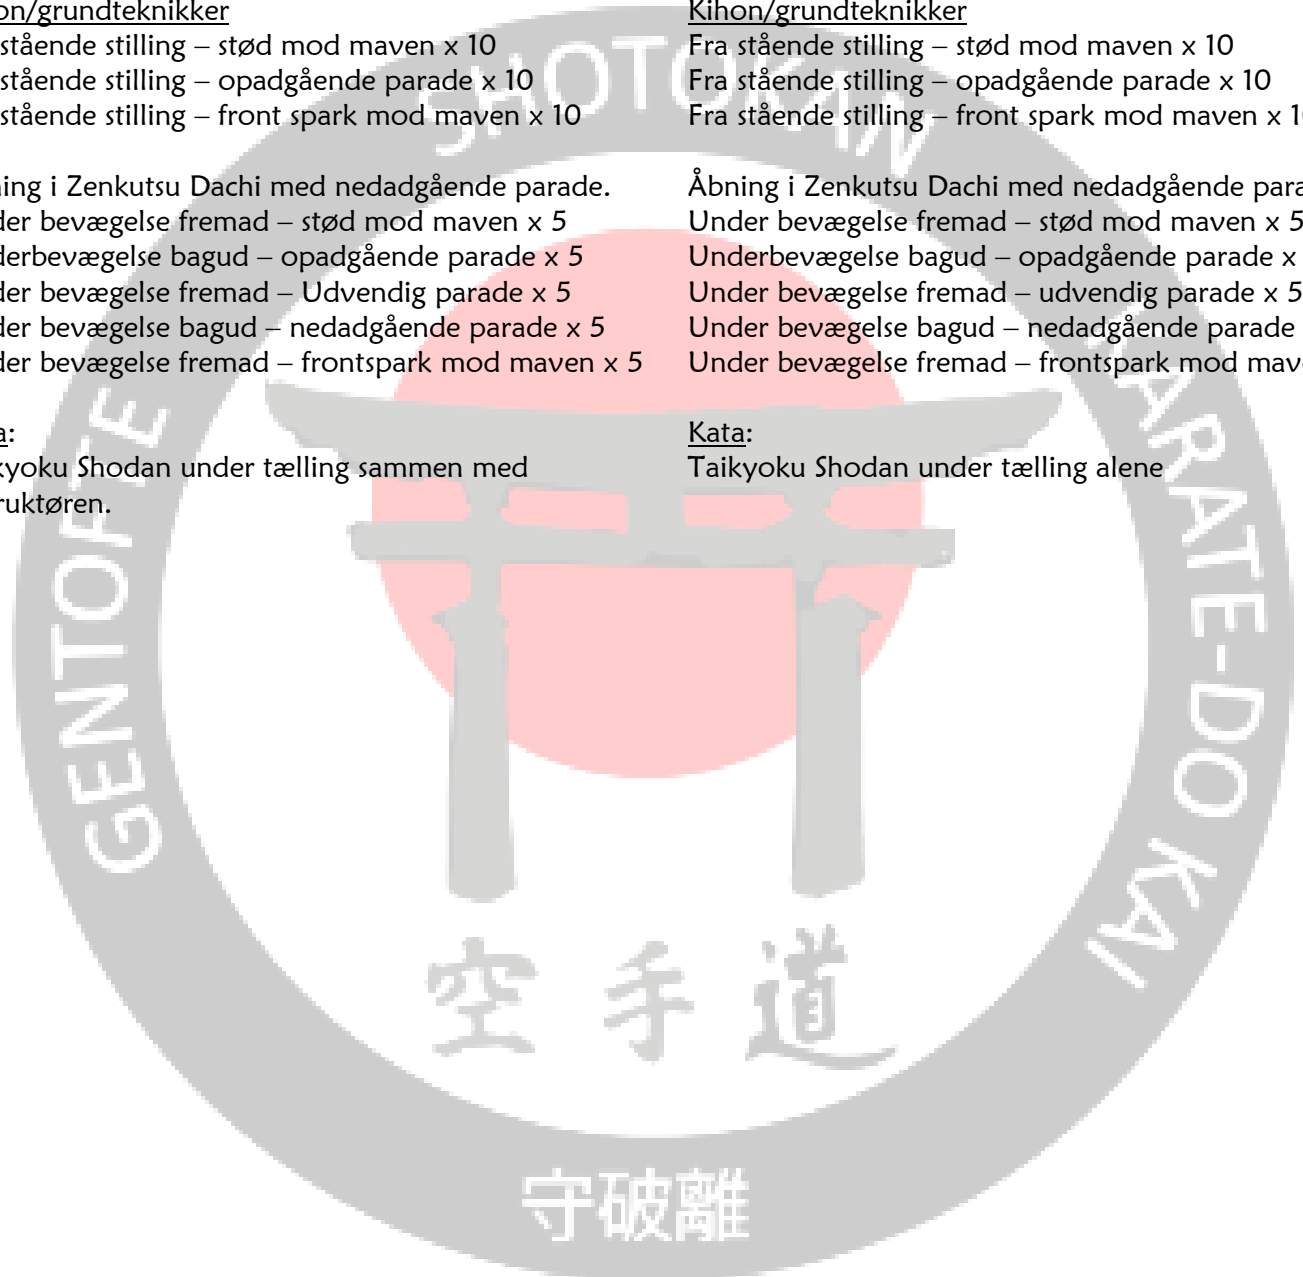 on/grundteknikker
stående stilling – stød mod maven x 10
stående stilling – opadgående parade x 10
stående stilling – front spark mod maven x 10
ning i Zenkutsu Dachi med nedadgående parade.
der bevægelse fremad – stød mod maven x 5
derbevægelse bagud – opadgående parade x 5
der bevægelse fremad – Udvendig parade x 5
der bevægelse bagud – nedadgående parade x 5
der bevægelse fremad – frontspark mod maven x 5
a:
kyoku Shodan under tælling sammen med
ruktøren.
Kihon/grundteknikker
Fra stående stilling – stød mod maven x 10
Fra stående stilling – opadgående parade x 10
Fra stående stilling – front spark mod maven x 1
Åbning i Zenkutsu Dachi med nedadgående para
Under bevægelse fremad – stød mod maven x 5
Underbevægelse bagud – opadgående parade x
Under bevægelse fremad – udvendig parade x 5
Under bevægelse bagud – nedadgående parade
Under bevægelse fremad – frontspark mod mav
Kata:
Taikyoku Shodan under tælling alene
GENTOFTE SHOTOKAN KARATE-DO KAI
空手道
守破離